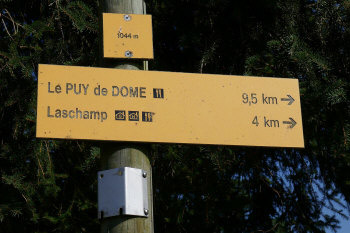 1044 m
Le PUY de DOME 9,5 km →
Laschamp 4 km →